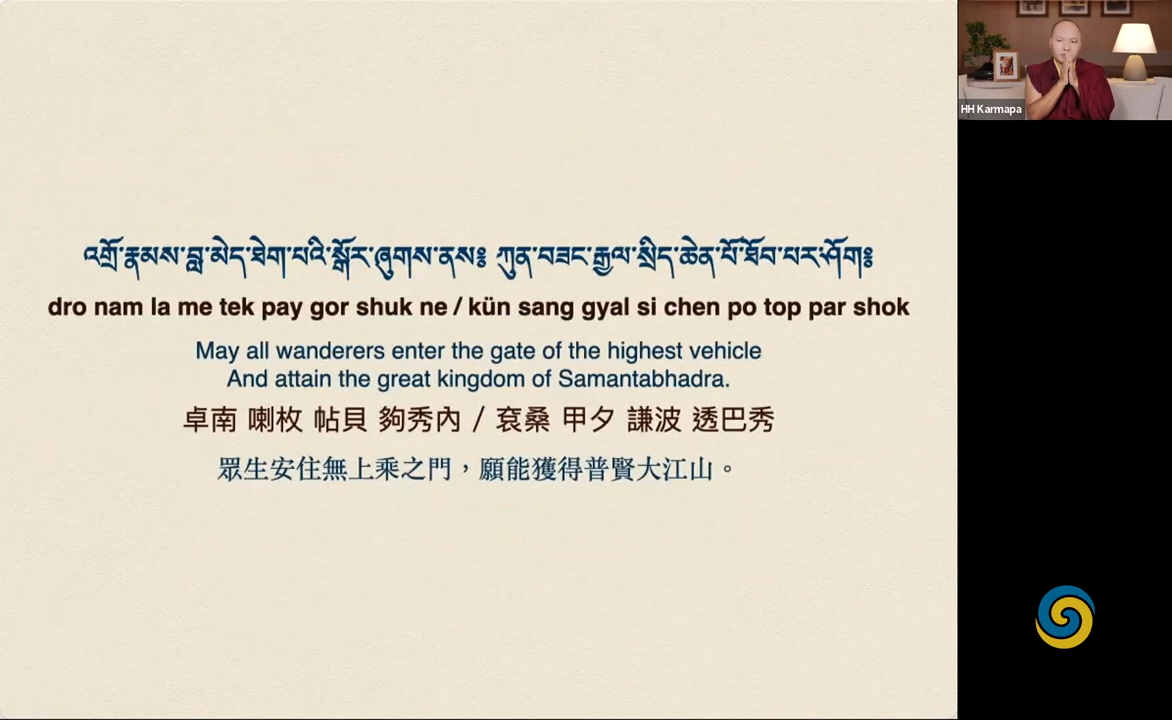 འགྲོ་རྣམས་བླ་མེད་ཐེག་པའི་སྒོར་ཞུགས་ནས༔ ཀུན་བཟང་རྒྱལ་སྲིད་ཆེན་པོ་ཐོབ་པར་ཤོག༔
dro nam la me tek pay gor shuk ne / kün sang gyal si chen po top par shok
May all wanderers enter the gate of the highest vehicle
And attain the great kingdom of Samantabhadra.
卓南 喇枚 帖貝 夠秀內 / 袞桑 甲夕 謙波 透巴秀
眾生安住無上乘之門，願能獲得普賢大江山。
HH Karmapa